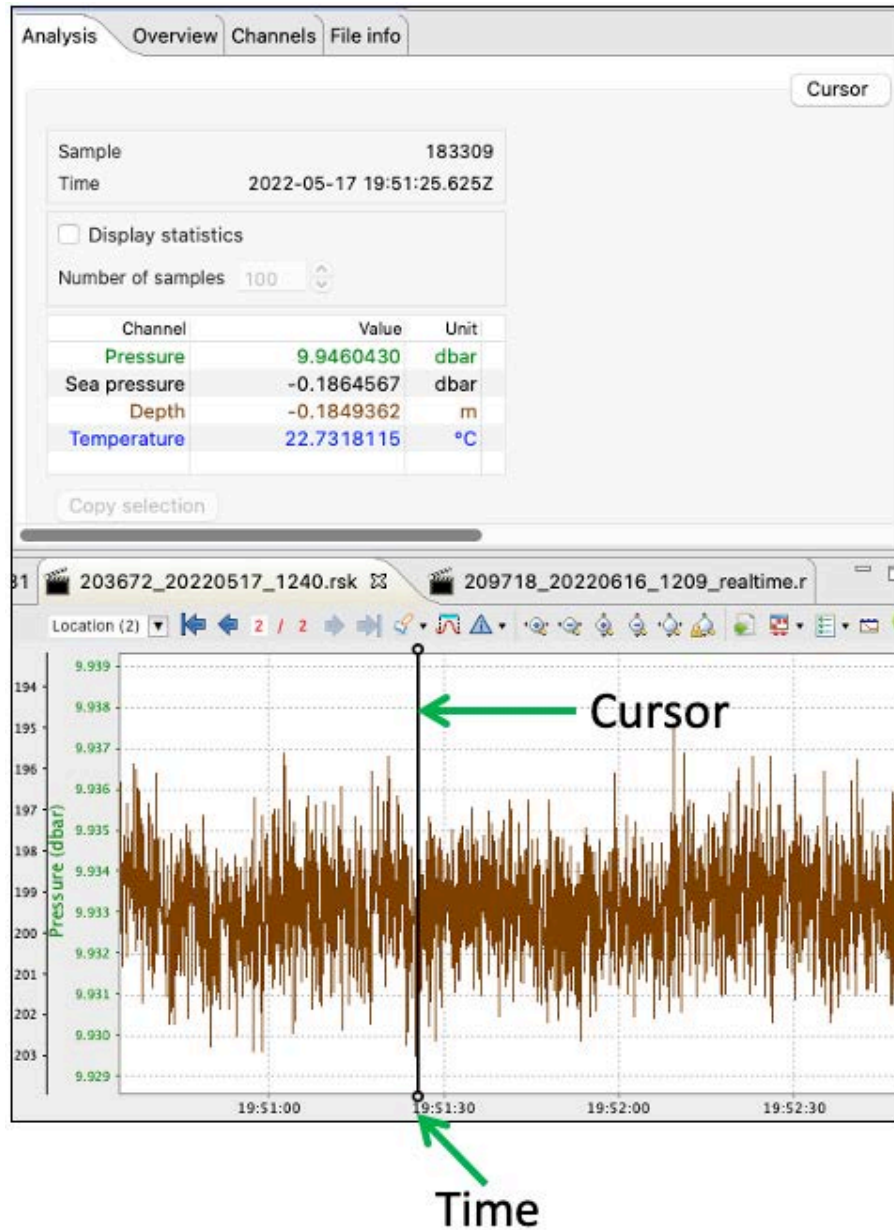 Analysis Overview Channels File info
Cursor
Sample 183309
Time 2022-05-17 19:51:25.625Z
Display statistics
Number of samples 100
Channel Value Unit
Pressure 9.9460430 dbar
Sea pressure -0.1864567 dbar
Depth -0.1849362 m
Temperature 22.7318115 °C
Copy selection
31 203672_20220517_1240.rsk 209718_20220616_1209_realtime.r
Location (2) 2 / 2
9.939
194
9.938
195
9.937
196
9.936
197
9.935
198
9.934
199
9.933
200
9.932
201
9.931
202
9.930
203
9.929
Pressure (dbar)
Cursor
19:51:00 19:51:30 19:52:00 19:52:30
Time